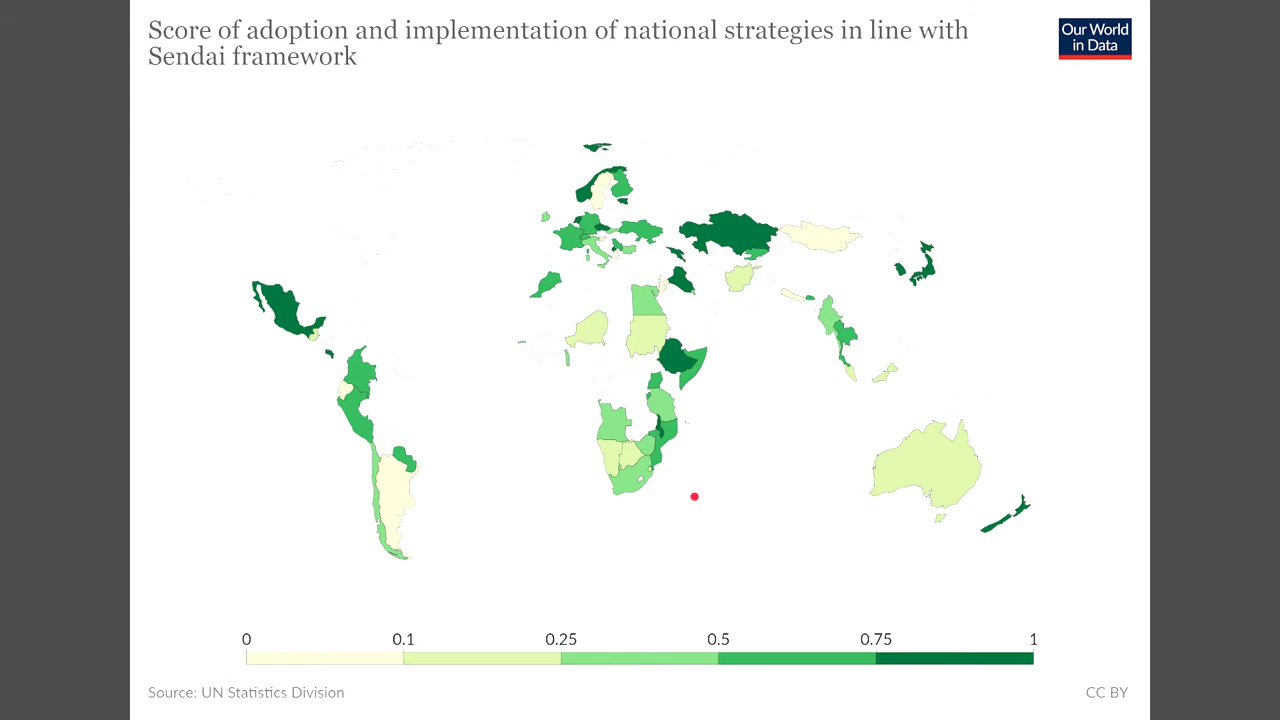 Score of adoption and implementation of national strategies in line with
Sendai framework
Our World
in Data
0 0.1 0.25 0.5 0.75 1
Source: UN Statistics Division
CC BY